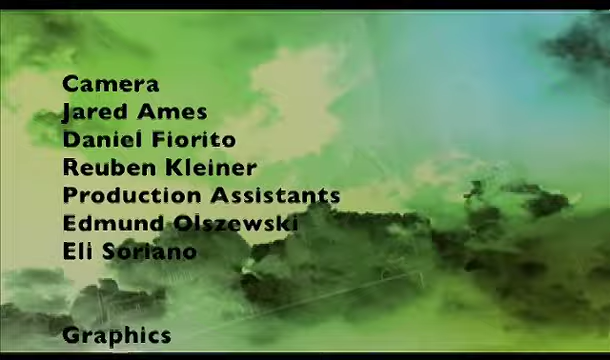 Camera
Jared Ames
Daniel Fiorito
Reuben Kleiner
Production Assistants
Edmund Olszewski
Eli Soriano
Graphics